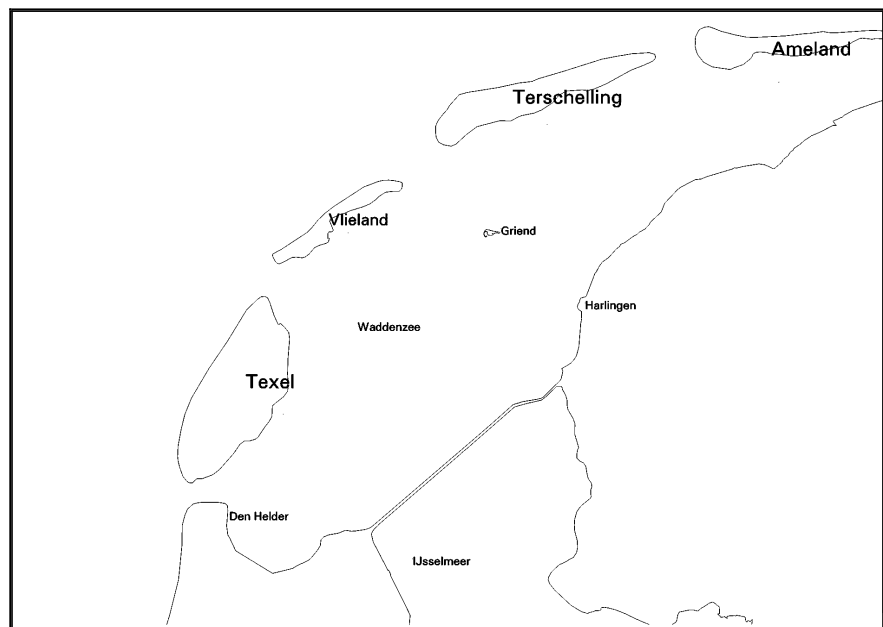 Ameland
Terschelling
Vlieland
Griend
Harlingen
Waddenzee
Texel
Den Helder
IJsselmeer